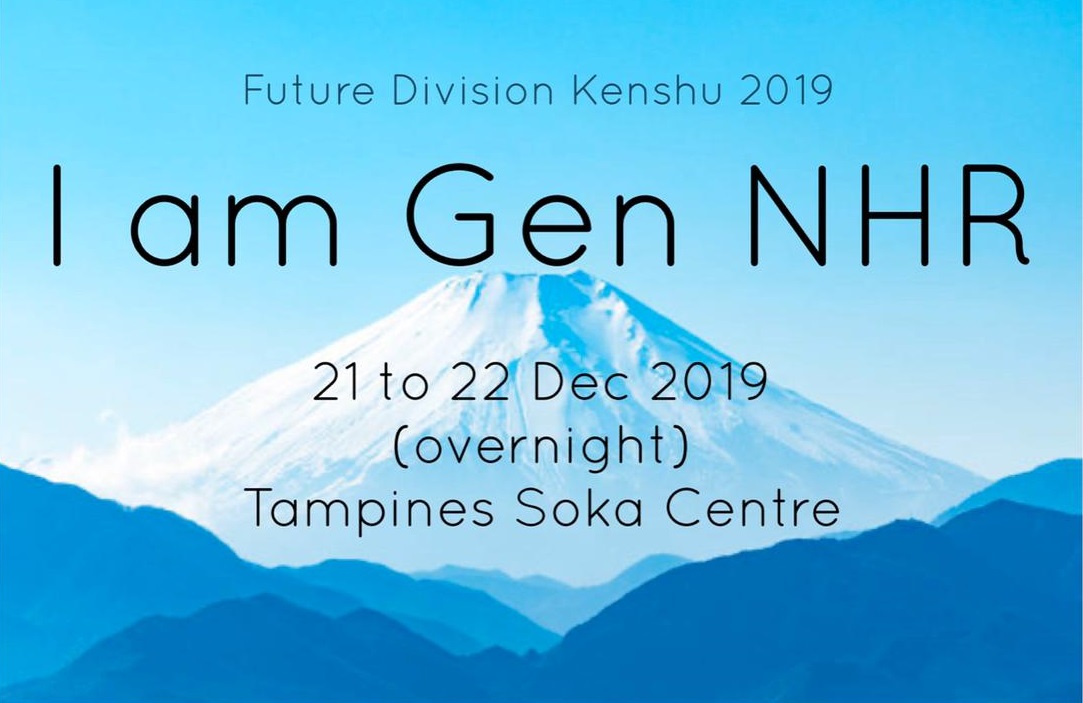 Future Division Kenshu 2019
I am Gen NHR
21 to 22 Dec 2019
(overnight)
Tampines Soka Centre